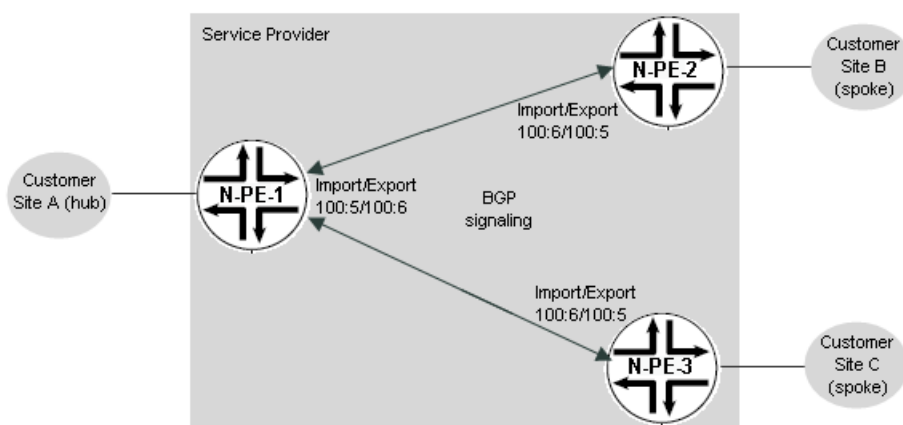 Service Provider
N-PE-2
Customer
Site B
(spoke)
Import/Export
100:6/100:5
N-PE-1
Customer
Site A (hub)
Import/Export
100:5/100:6
BGP
signaling
Import/Export
100:6/100:5
N-PE-3
Customer
Site C
(spoke)